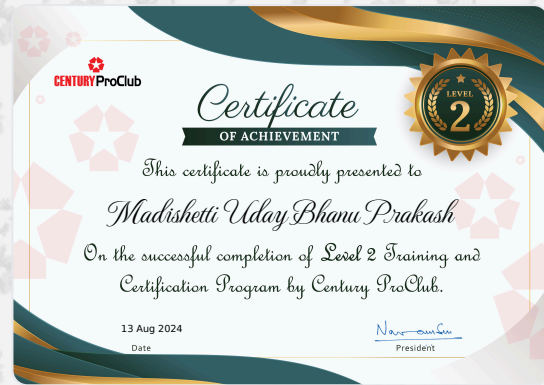 CENTURY ProClub
Certificate
OF ACHIEVEMENT
LEVEL
2
This certificate is proudly presented to
Madishetti Uday Bhanu Prakash
On the successful completion of Level 2 Training and
Certification Program by Century ProClub.
13 Aug 2024
Date
President